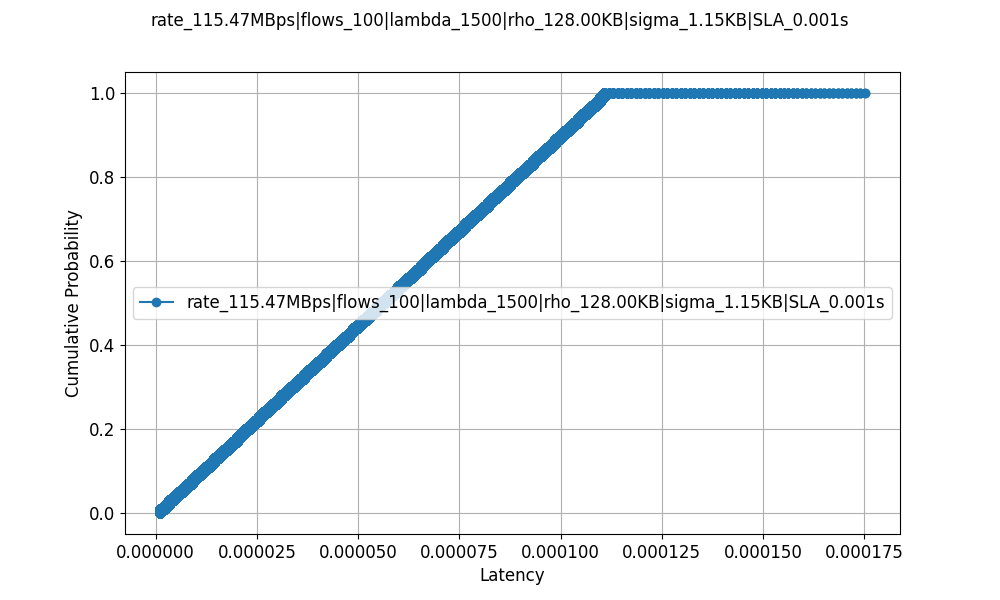 rate_115.47MBps|flows_100|lambda_1500|rho_128.00KB|sigma_1.15KB|SLA_0.001s
1.0
0.8
0.6
0.4
0.2
0.0
Cumulative Probability
rate_115.47MBps|flows_100|lambda_1500|rho_128.00KB|sigma_1.15KB|SLA_0.001s
0.000000 0.000025 0.000050 0.000075 0.000100 0.000125 0.000150 0.000175
Latency